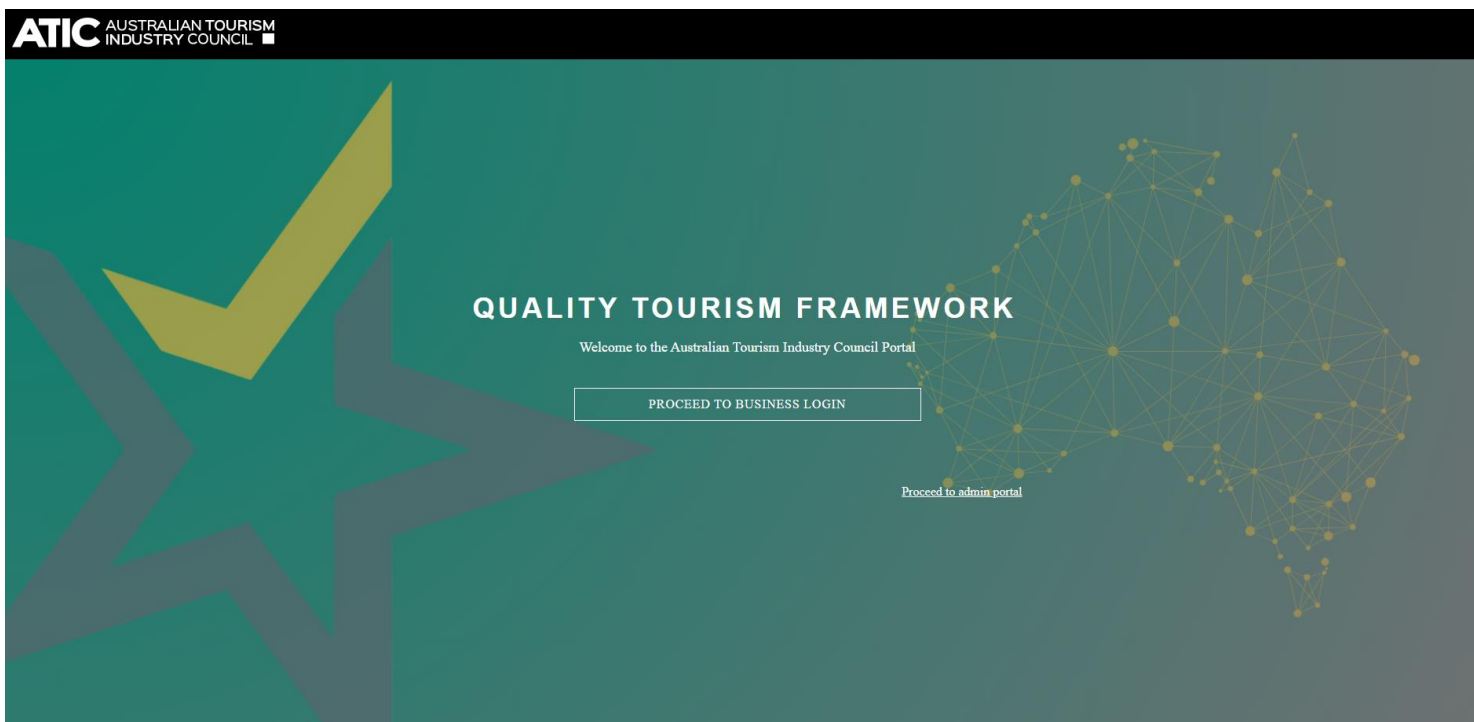 ATIC AUSTRALIAN TOURISM
INDUSTRY COUNCIL
QUALITY TOURISM FRAMEWORK
Welcome to the Australian Tourism Industry Council Portal
PROCEED TO BUSINESS LOGIN
Proceed to admin portal